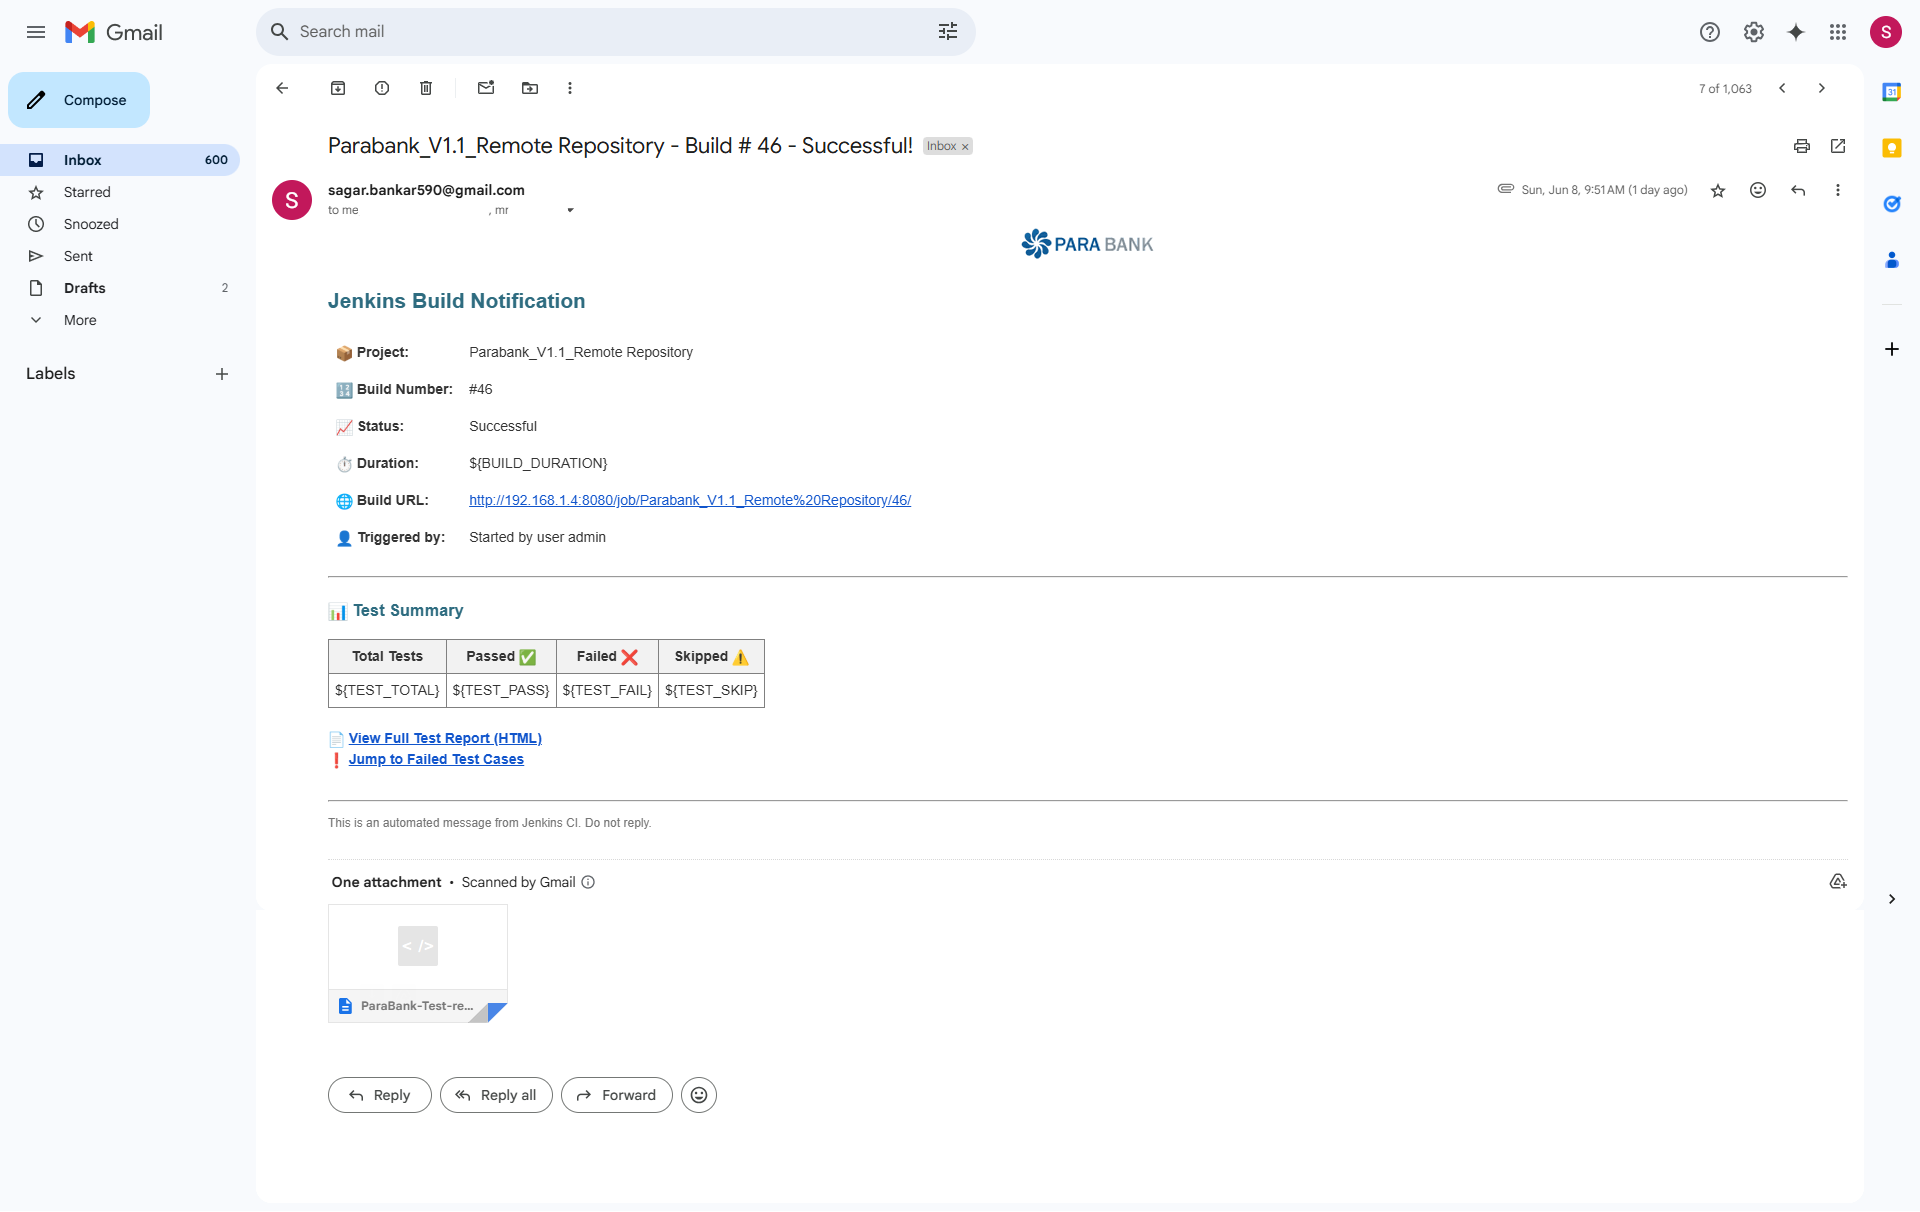 Gmail
Search mail
S
Compose
Inbox 600
Starred
Snoozed
Sent
Drafts 2
More
Labels
7 of 1,063
Parabank_V1.1_Remote Repository - Build # 46 - Successful!
Inbox ×
S
sagar.bankar590@gmail.com
Sun, Jun 8, 9:51 AM (1 day ago)
to me , mr
PARA BANK
Jenkins Build Notification
Project: Parabank_V1.1_Remote Repository
Build Number: #46
Status: Successful
Duration: ${BUILD_DURATION}
Build URL: http://192.168.1.4:8080/job/Parabank_V1.1_Remote%20Repository/46/
Triggered by: Started by user admin
Test Summary
Total Tests Passed ✅ Failed ❌ Skipped ⚠️
${TEST_TOTAL} ${TEST_PASS} ${TEST_FAIL} ${TEST_SKIP}
View Full Test Report (HTML)
❗ Jump to Failed Test Cases
This is an automated message from Jenkins CI. Do not reply.
One attachment • Scanned by Gmail
< />
ParaBank-Test-re...
Reply
Reply all
Forward
31